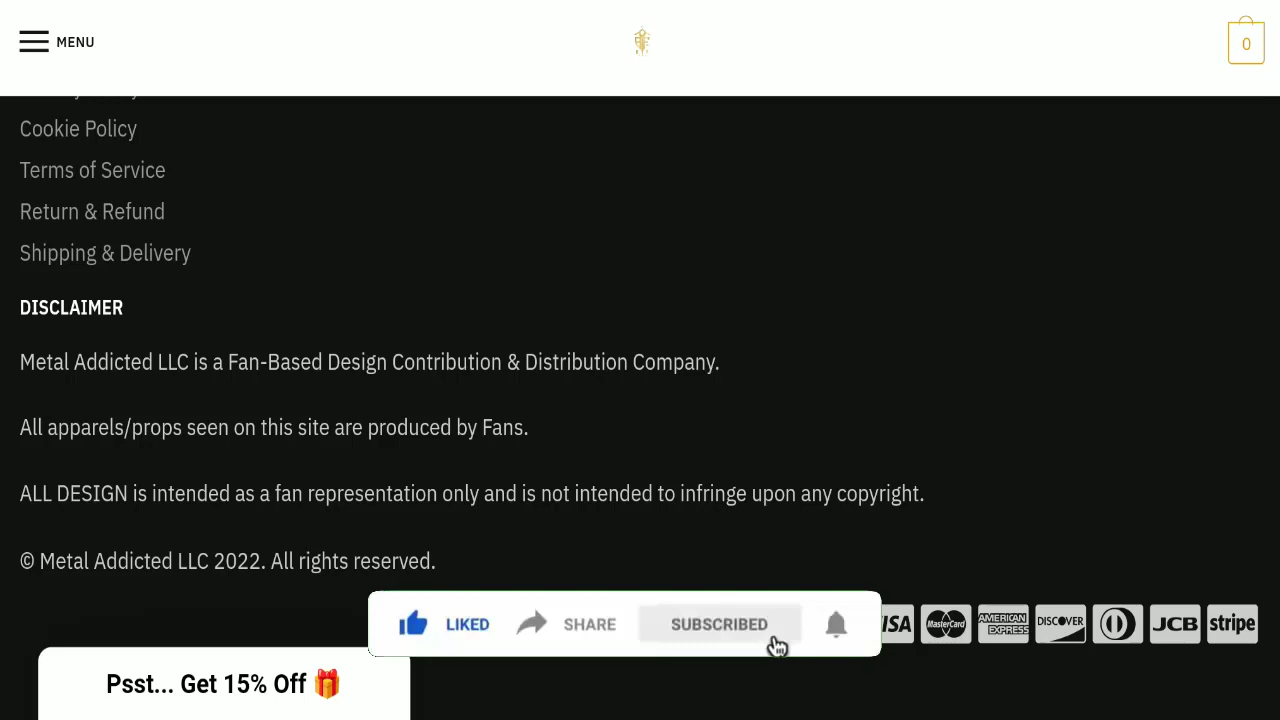 MENU
0
Cookie Policy
Terms of Service
Return & Refund
Shipping & Delivery
DISCLAIMER
Metal Addicted LLC is a Fan-Based Design Contribution & Distribution Company.
All apparels/props seen on this site are produced by Fans.
ALL DESIGN is intended as a fan representation only and is not intended to infringe upon any copyright.
© Metal Addicted LLC 2022. All rights reserved.
LIKED SHARE SUBSCRIBED
MasterCard AMERICAN EXPRESS DISCOVER JCB stripe
Psst... Get 15% Off